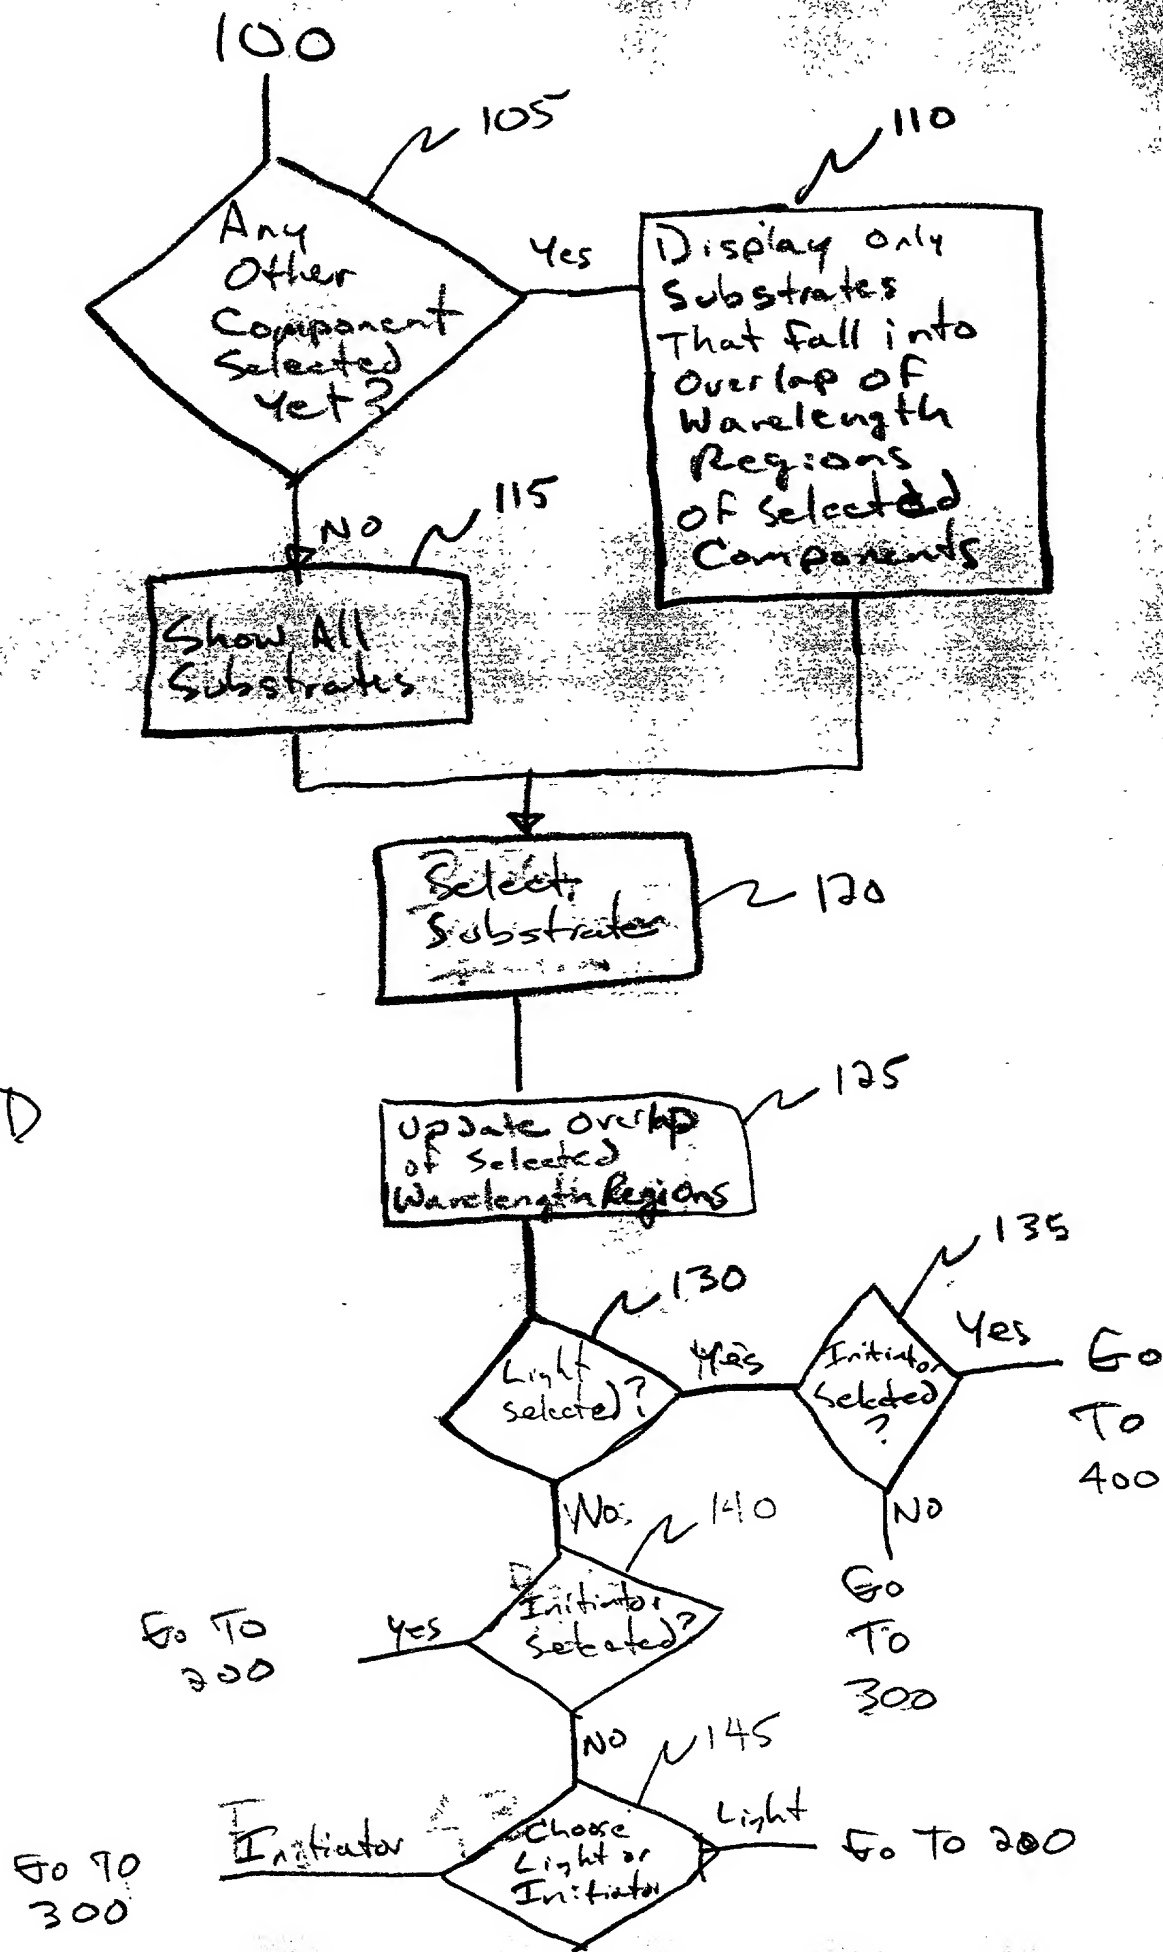 100
105
110
Any
Other
Component
Selected
Yet?
Yes
Display Only
Substrates
That fall into
Overlap of
Wavelength
Regions
of Selected
Components
NO
115
Show All
Substrates
Select
Substrates
120
D
125
Update Overlap
of Selected
Wavelength Regions
130
135
Light
Selected?
Yes
Initiator
Selected
?
Yes
Go
To
400
No
NO
140
Go
To
300
Initiator
Selected?
Yes
Go To
200
NO
145
Initiator
Choose
Light or
Initiator
Light
Go To 200
Go To
300